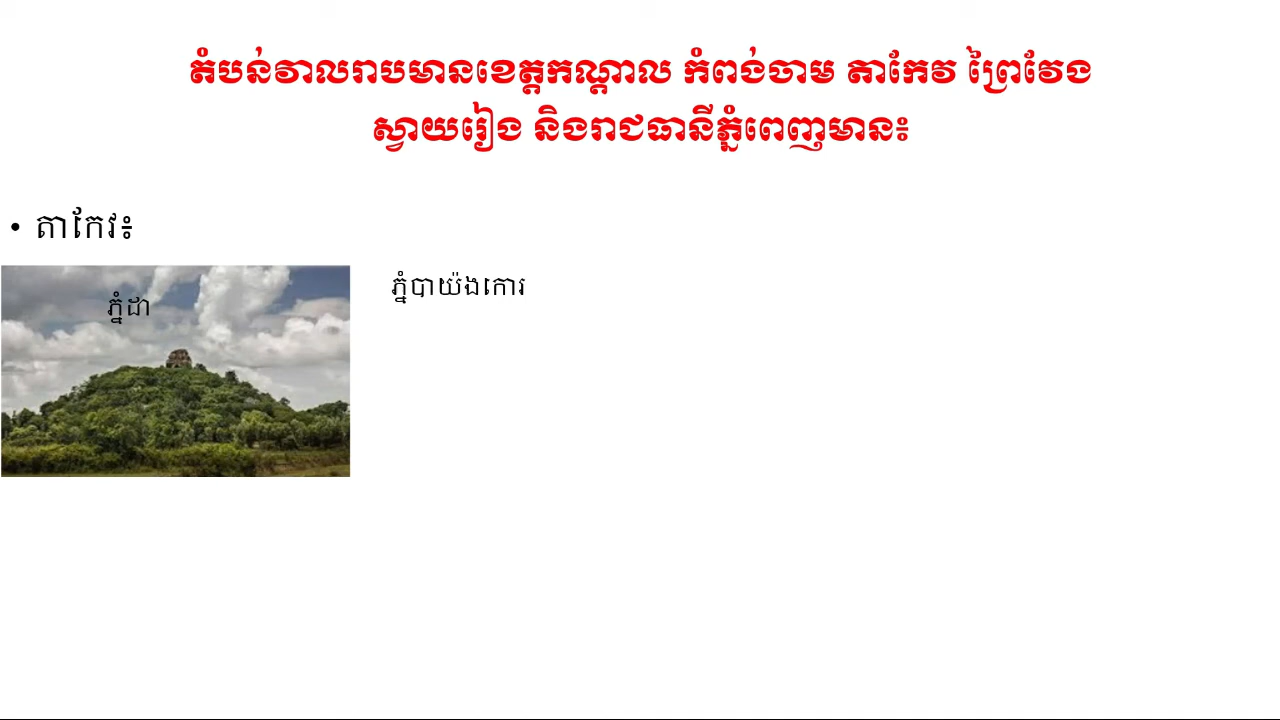 តំបន់វាលរាបមានខេត្តកណ្តាល កំពង់ចាម តាកែវ ព្រៃវែង
ស្វាយរៀង និងរាជធានីភ្នំពេញមាន៖
• តាកែវ៖
ភ្នំដា
ភ្នំបាយ៉ងកោរ